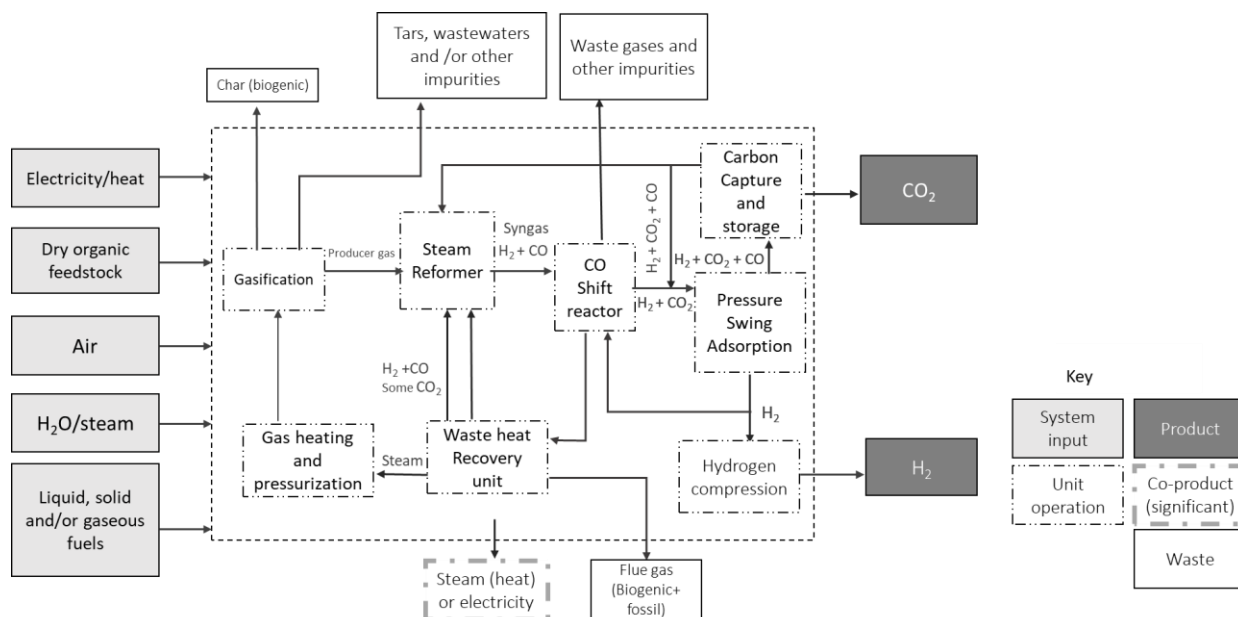 Tars, wastewaters
and /or other
impurities
Waste gases and
other impurities
Char (biogenic)
Electricity/heat
Dry organic
feedstock
Air
H₂O/steam
Liquid, solid
and/or gaseous
fuels
Gasification
Producer gas
Steam
Reformer
Syngas
H₂ + CO
CO
Shift
reactor
H₂ + CO₂ + CO
H₂ + CO₂
Carbon
Capture
and
storage
H₂ + CO₂ + CO
Pressure
Swing
Adsorption
CO₂
H₂ +CO
Some CO₂
Gas heating
and
pressurization
Steam
Waste heat
Recovery
unit
H₂
Hydrogen
compression
H₂
Steam (heat)
or electricity
Flue gas
(Biogenic+
fossil)
Key
System
input
Product
Unit
operation
Co-product
(significant)
Waste